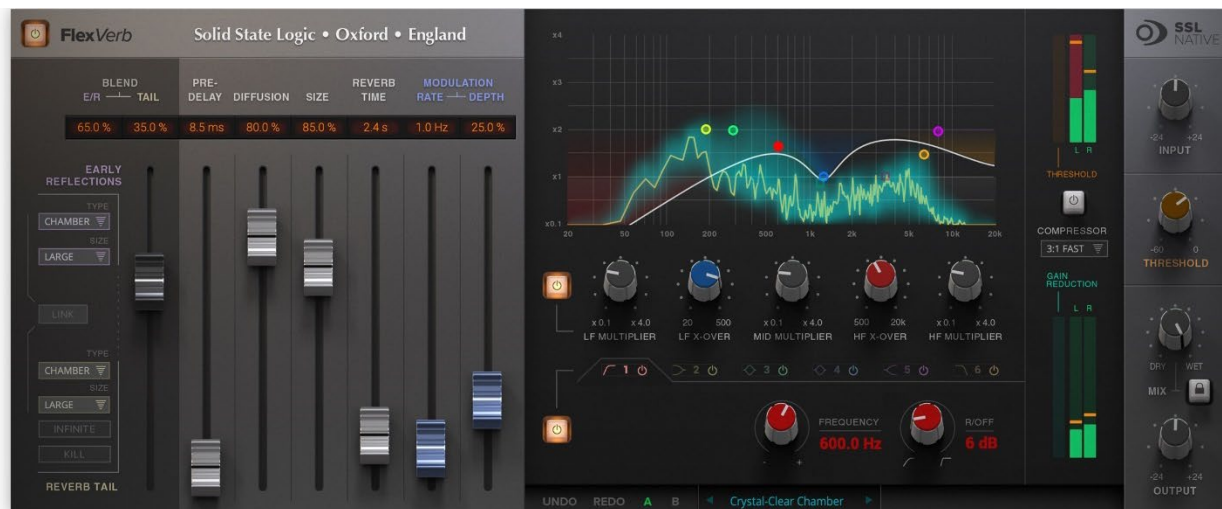 FlexVerb
Solid State Logic • Oxford • England
BLEND
E/R TAIL
PRE-
DELAY
DIFFUSION
SIZE
REVERB
TIME
MODULATION
RATE DEPTH
65.0 % 35.0 % 8.5 ms 80.0 % 85.0 % 2.4 s 1.0 Hz 25.0 %
EARLY
REFLECTIONS
TYPE
CHAMBER
SIZE
LARGE
LINK
TYPE
CHAMBER
SIZE
LARGE
INFINITE
KILL
REVERB TAIL
x4
x3
x2
x1
x0.1
20 50 100 200 500 1k 2k 5k 10k 20k
x 0.1 x 4.0
LF MULTIPLIER
20 500
LF X-OVER
x 0.1 x 4.0
MID MULTIPLIER
500 20k
HF X-OVER
x 0.1 x 4.0
HF MULTIPLIER
1 2 3 4 5 6
- +
FREQUENCY
600.0 Hz
R/OFF
6 dB
UNDO REDO A B Crystal-Clear Chamber
L R
THRESHOLD
COMPRESSOR
3:1 FAST
GAIN
REDUCTION
L R
SSL
NATIVE
-24 +24
INPUT
-60 0
THRESHOLD
DRY WET
MIX
-24 +24
OUTPUT